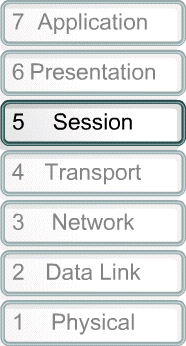 7 Application
6 Presentation
5 Session
4 Transport
3 Network
2 Data Link
1 Physical